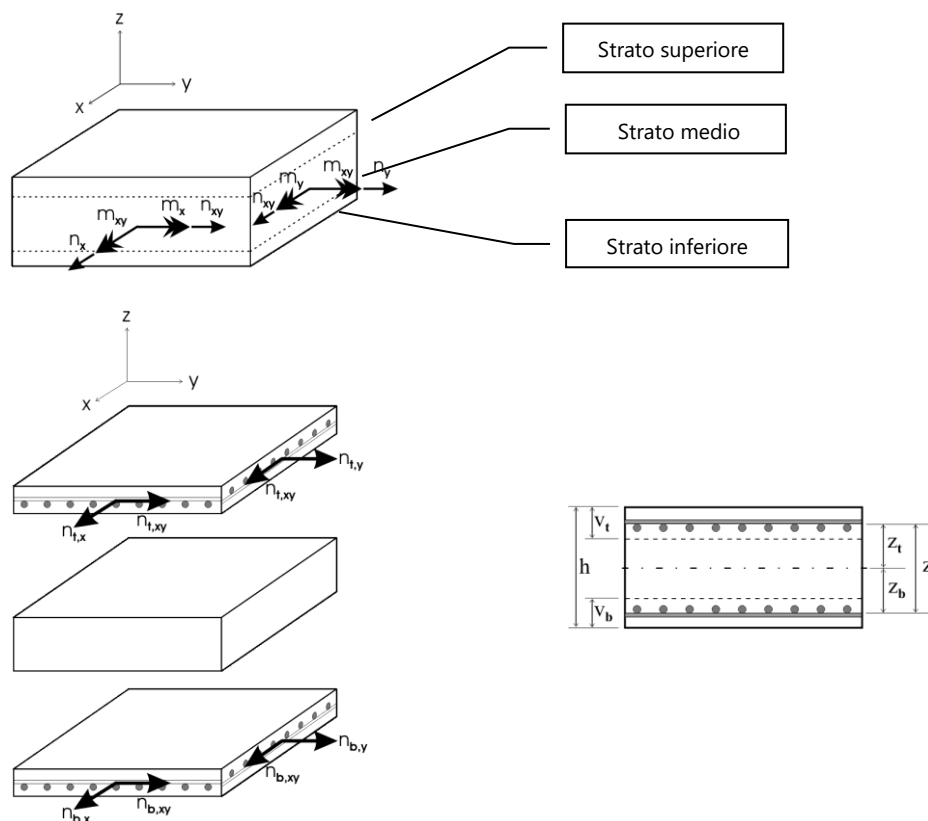 z
y
x
Strato superiore
Strato medio
Strato inferiore
m_xy n_y
m_y
n_xy
m_x n_xy
m_xy
n_x
z
y
x
n_t,y
n_t,xy
n_t,xy
n_t,x
V_t
z_t
h
z
z_b
V_b
n_b,y
n_b,xy
n_b,xy
n_b,x